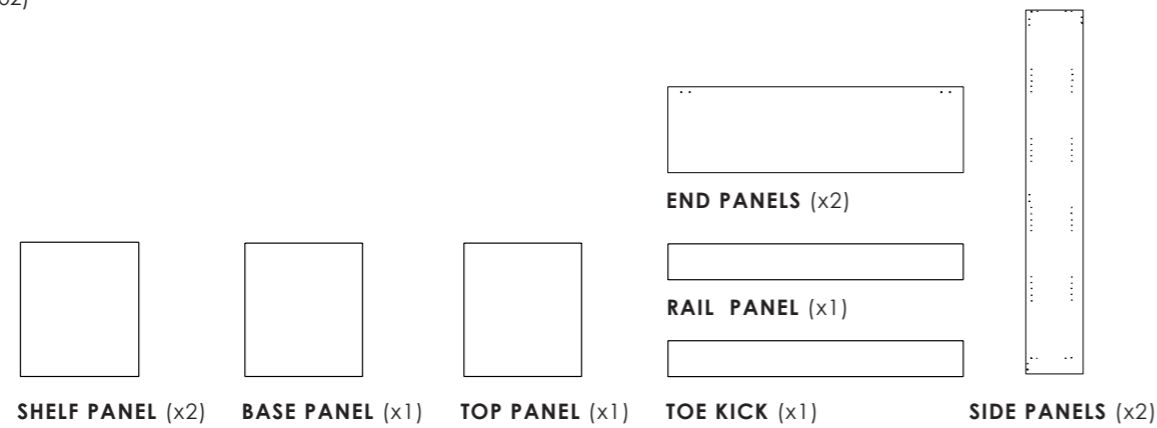 END PANELS (x2)
RAIL PANEL (x1)
SHELF PANEL (x2) BASE PANEL (x1) TOP PANEL (x1) TOE KICK (x1) SIDE PANELS (x2)